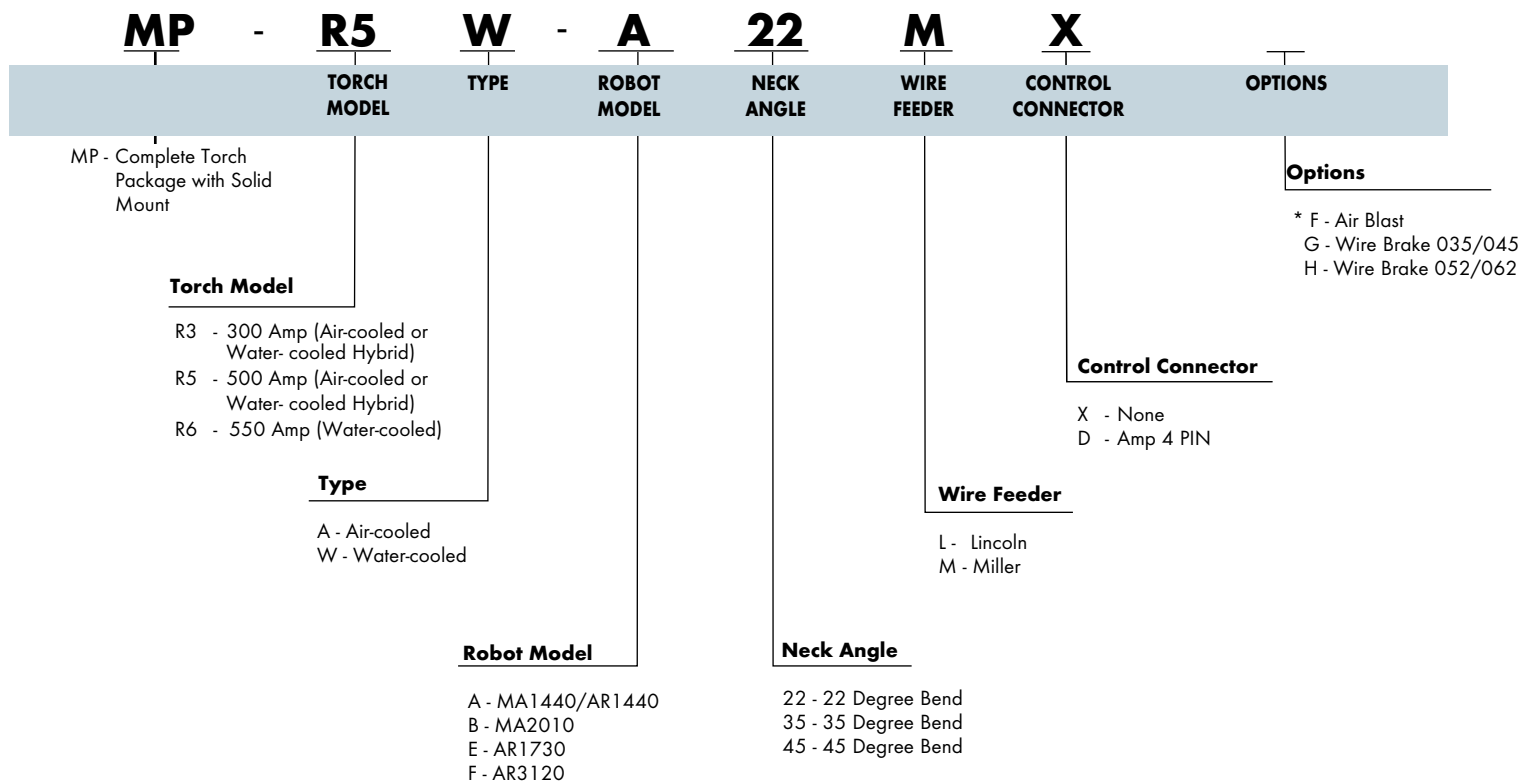 MP - R5 W - A 22 M X
TORCH MODEL TYPE ROBOT MODEL NECK ANGLE WIRE FEEDER CONTROL CONNECTOR OPTIONS
MP - Complete Torch
Package with Solid
Mount
Options
* F - Air Blast
G - Wire Brake 035/045
H - Wire Brake 052/062
Torch Model
R3 - 300 Amp (Air-cooled or
Water- cooled Hybrid)
R5 - 500 Amp (Air-cooled or
Water- cooled Hybrid)
R6 - 550 Amp (Water-cooled)
Control Connector
X - None
D - Amp 4 PIN
Type
A - Air-cooled
W - Water-cooled
Wire Feeder
L - Lincoln
M - Miller
Robot Model
A - MA1440/AR1440
B - MA2010
E - AR1730
F - AR3120
Neck Angle
22 - 22 Degree Bend
35 - 35 Degree Bend
45 - 45 Degree Bend